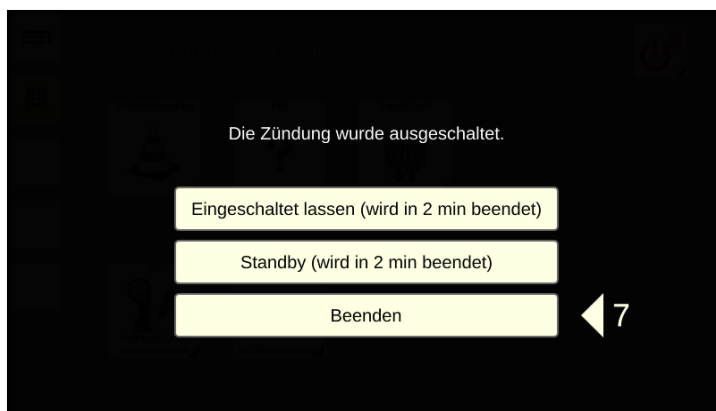 Die Zündung wurde ausgeschaltet.
Eingeschaltet lassen (wird in 2 min beendet)
Standby (wird in 2 min beendet)
Beenden
7